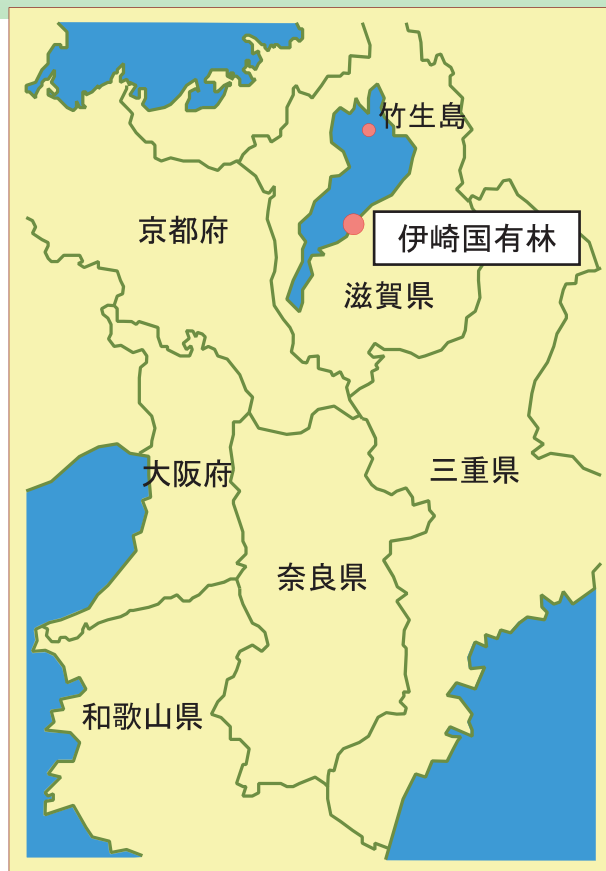 竹生島
京都府
伊崎国有林
滋賀県
大阪府
三重県
奈良県
和歌山県